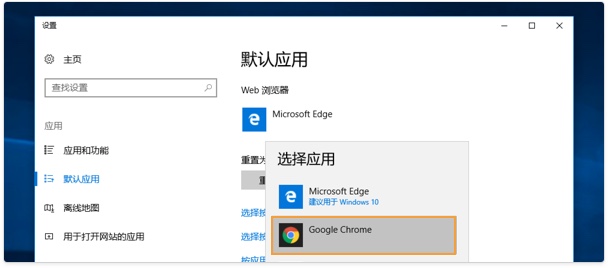 设置
主页
查找设置
应用
应用和功能
默认应用
离线地图
用于打开网站的应用
默认应用
Web 浏览器
Microsoft Edge
重置为
重
选择按
选择按
按应用
选择应用
Microsoft Edge
建议用于 Windows 10
Google Chrome